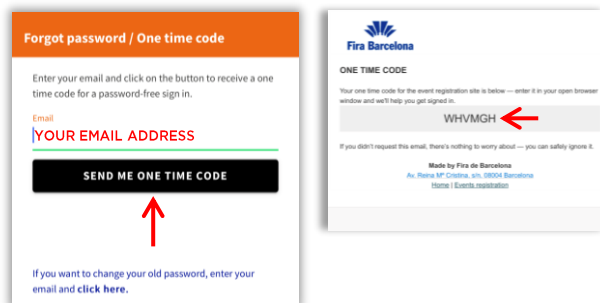 Forgot password / One time code
Enter your email and click on the button to receive a one
time code for a password-free sign in.
Email
YOUR EMAIL ADDRESS
SEND ME ONE TIME CODE
If you want to change your old password, enter your
email and click here.
Fira Barcelona
ONE TIME CODE
Your one time code for the event registration site is below — enter it in your open browser
window and we'll help you get signed in.
WHVMGH
If you didn't request this email, there's nothing to worry about — you can safely ignore it.
Made by Fira de Barcelona
Av. Reina Mª Cristina, s/n, 08004 Barcelona
Home | Events registration